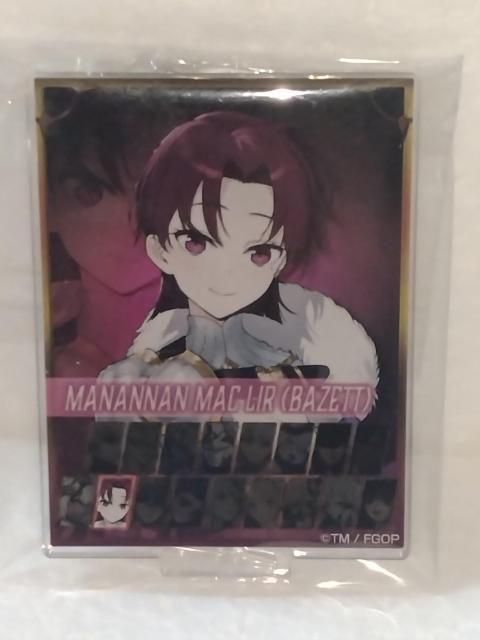 MANANNAN MAC LIR (BAZETT)
©TM / FGOP